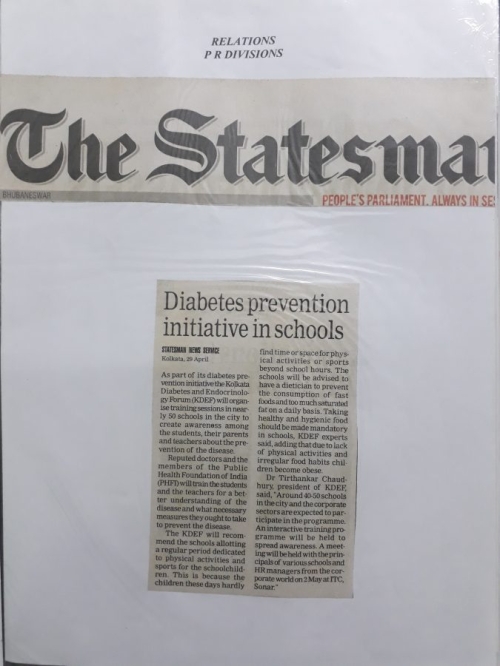 RELATIONS
P R DIVISIONS
The Statesma
BHUBANESWAR
PEOPLE'S PARLIAMENT. ALWAYS IN SE
Diabetes prevention
initiative in schools
STATESMAN NEWS SERVICE
Kolkata, 29 April
As part of its diabetes pre-
vention initiative the Kolkata
Diabetes and Endocrinolo-
gy Forum (KDEF) will organ-
ise training sessions in near-
ly 50 schools in the city to
create awareness among
the students, their parents
and teachers about the pre-
vention of the disease.
Reputed doctors and the
members of the Public
Health Foundation of India
(PHFI) will train the students
and the teachers for a bet-
ter understanding of the
disease and what necessary
measures they ought to take
to prevent the disease.
The KDEF will recom-
mend the schools allotting
a regular period dedicated
to physical activities and
sports for the schoolchild-
ren. This is because the
children these days hardly
find time or space for phys-
ical activities or sports
beyond school hours. The
schools will be advised to
have a dietician to prevent
the consumption of fast
foods and too much saturated
fat on a daily basis. Taking
healthy and hygienic food
should be made mandatory
in schools, KDEF experts
said, adding that due to lack
of physical activities and
irregular food habits chil-
dren become obese.
Dr Tirthankar Chaud-
hury, president of KDEF,
said, "Around 40-50 schools
in the city and the corporate
sectors are expected to par-
ticipate in the programme.
An interactive training pro-
gramme will be held to
spread awareness. A meet-
ing will be held with the prin-
cipals of various schools and
HR managers from the cor-
porate world on 2 May at ITC,
Sonar."